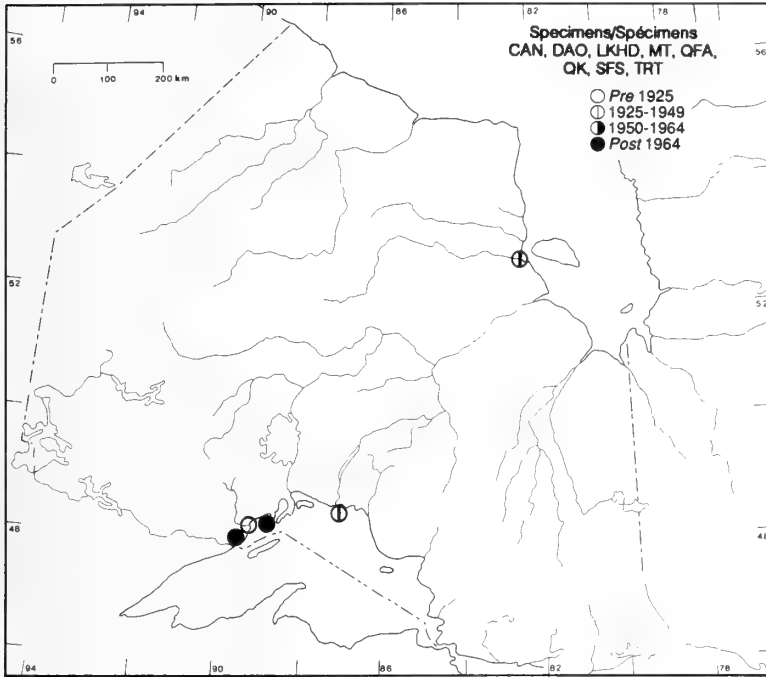 94 90 86 82 78
56 56
Specimens/Spécimens
CAN, DAO, LKHD, MT, QFA,
QK, SFS, TRT
0 100 200 km
Pre 1925
1925-1949
1950-1964
Post 1964
52 52
48 48
94 90 86 82 78